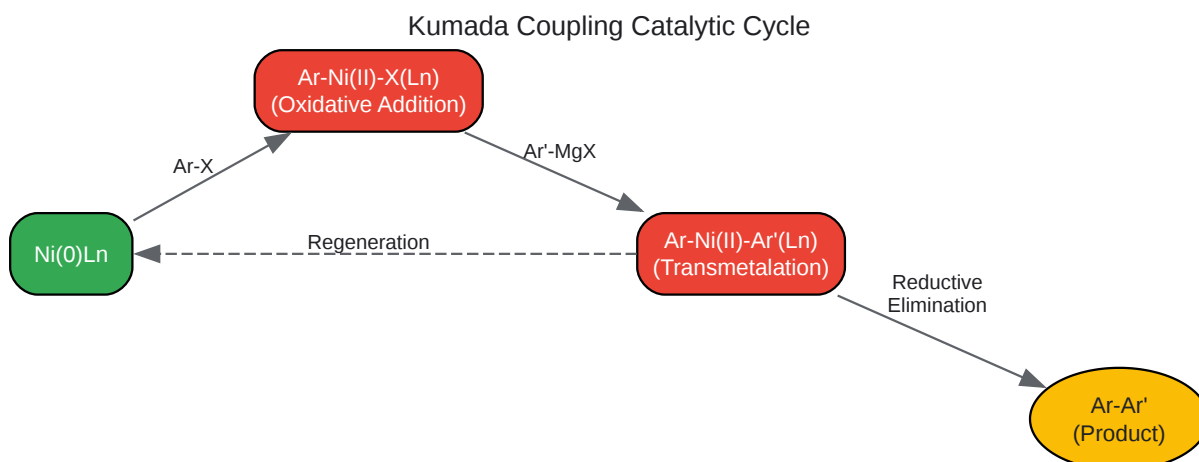 Kumada Coupling Catalytic Cycle
Ar-Ni(II)-X(Ln)
(Oxidative Addition)
Ar-X
Ar'-MgX
Ni(0)Ln
Regeneration
Ar-Ni(II)-Ar'(Ln)
(Transmetalation)
Reductive
Elimination
Ar-Ar'
(Product)